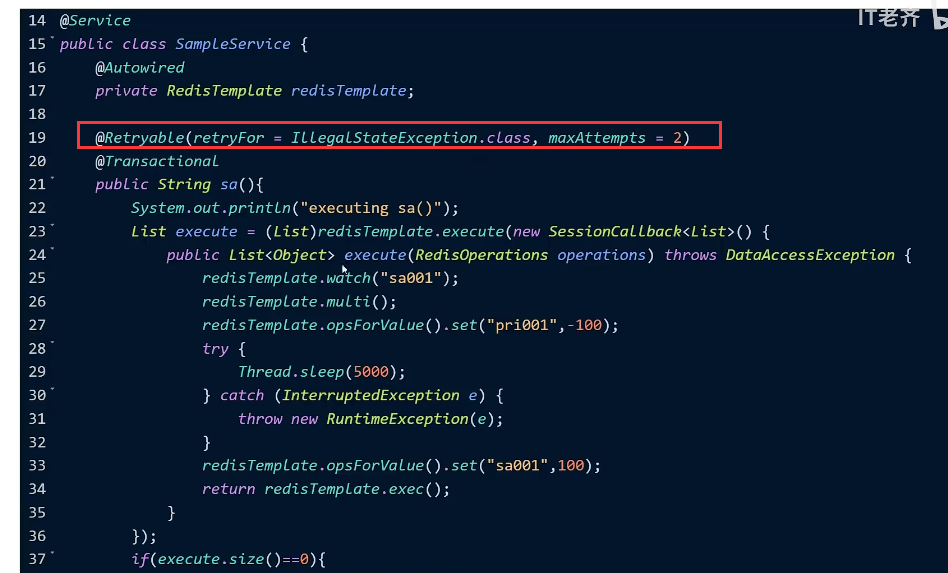 IT老齐
14 @Service
15 public class SampleService {
16 @Autowired
17 private RedisTemplate redisTemplate;
18
19 @Retryable(retryFor = IllegalStateException.class, maxAttempts = 2)
20 @Transactional
21 public String sa(){
22 System.out.println("executing sa()");
23 List execute = (List)redisTemplate.execute(new SessionCallback<List>() {
24 public List<Object> execute(RedisOperations operations) throws DataAccessException {
25 redisTemplate.watch("sa001");
26 redisTemplate.multi();
27 redisTemplate.opsForValue().set("pri001",-100);
28 try {
29 Thread.sleep(5000);
30 } catch (InterruptedException e) {
31 throw new RuntimeException(e);
32 }
33 redisTemplate.opsForValue().set("sa001",100);
34 return redisTemplate.exec();
35 }
36 });
37 if(execute.size()==0){